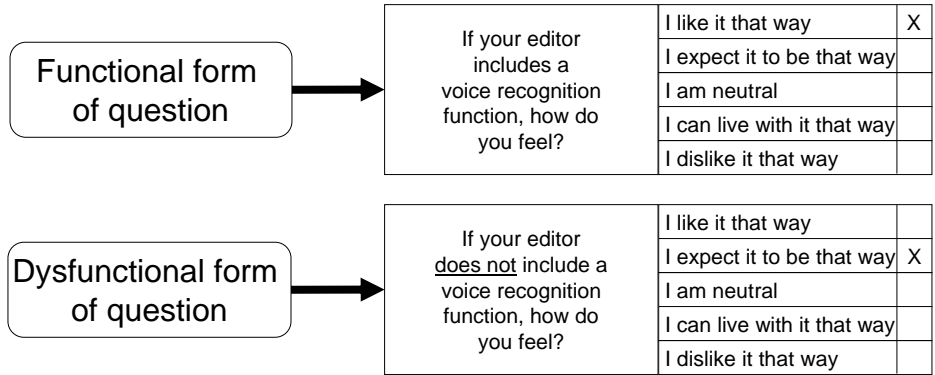 Functional form
of question
If your editor
includes a
voice recognition
function, how do
you feel?
I like it that way X
I expect it to be that way
I am neutral
I can live with it that way
I dislike it that way
Dysfunctional form
of question
If your editor
does not include a
voice recognition
function, how do
you feel?
I like it that way
I expect it to be that way X
I am neutral
I can live with it that way
I dislike it that way